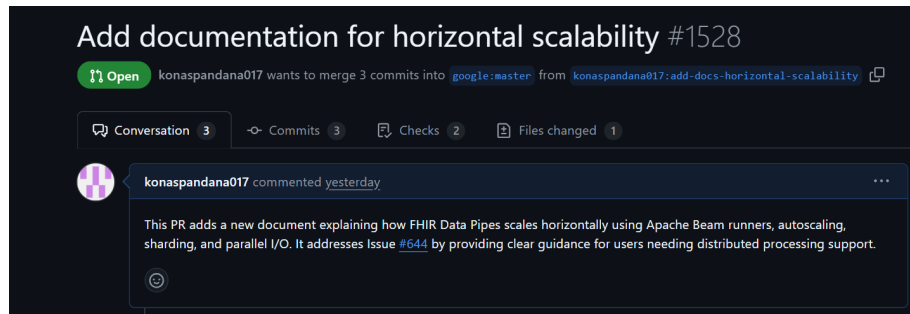 Add documentation for horizontal scalability #1528
Open konaspandana017 wants to merge 3 commits into google:master from konaspandana017:add-docs-horizontal-scalability
Conversation 3 Commits 3 Checks 2 Files changed 1
konaspandana017 commented yesterday
This PR adds a new document explaining how FHIR Data Pipes scales horizontally using Apache Beam runners, autoscaling,
sharding, and parallel I/O. It addresses Issue #644 by providing clear guidance for users needing distributed processing support.